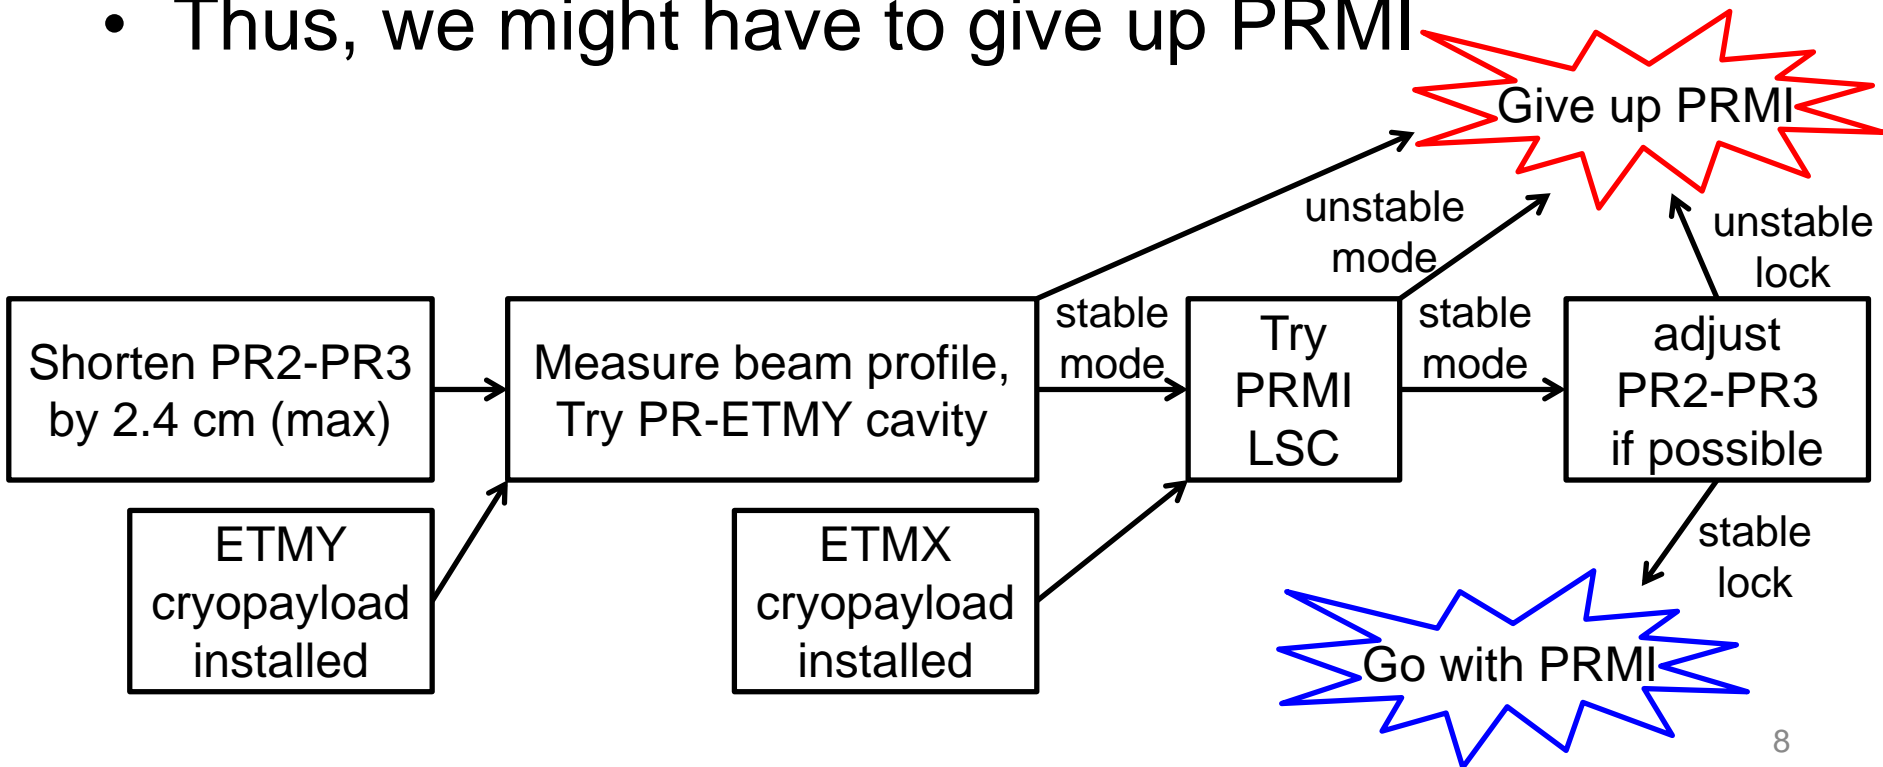 • Thus, we might have to give up PRMI
Give up PRMI
unstable
mode
unstable
lock
Shorten PR2-PR3
by 2.4 cm (max)
Measure beam profile,
Try PR-ETMY cavity
stable
mode
Try
PRMI
LSC
stable
mode
adjust
PR2-PR3
if possible
ETMY
cryopayload
installed
ETMX
cryopayload
installed
stable
lock
Go with PRMI
8